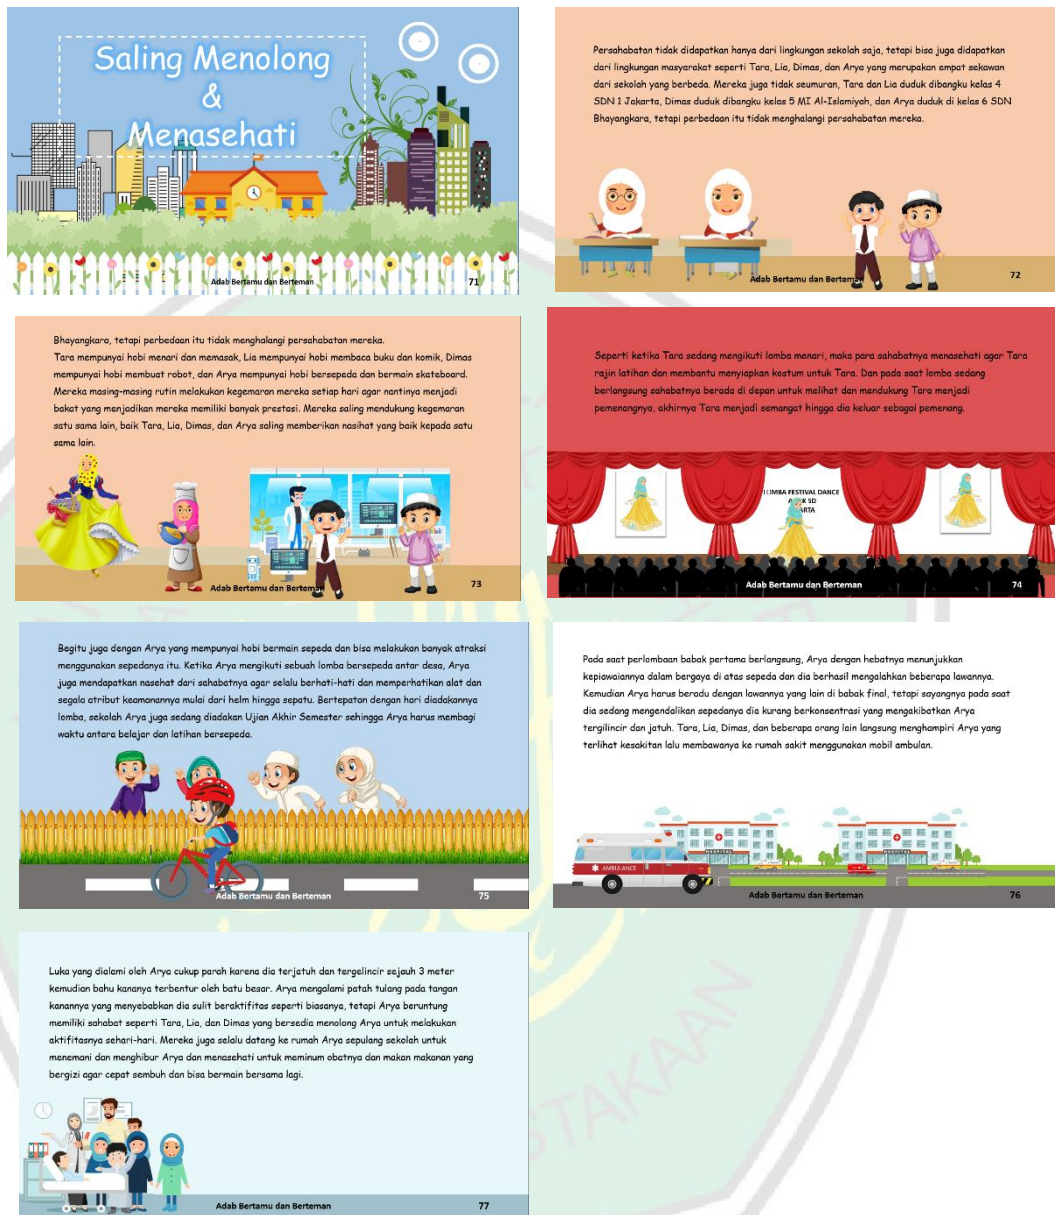 Saling Menolong
&
Menasehati
Adab Bertamu dan Berteman
71
Persahabatan tidak didapatkan hanya dari lingkungan sekolah saja, tetapi bisa juga didapatkan
dari lingkungan masyarakat seperti Tara, Lia, Dimas, dan Arya yang merupakan empat sekawan
dari sekolah yang berbeda. Mereka juga tidak seumuran, Tara dan Lia duduk dibangku kelas 4
SDN 1 Jakarta, Dimas duduk dibangku kelas 5 MI Al-Islamiyah, dan Arya duduk di kelas 6 SDN
Bhayangkara, tetapi perbedaan itu tidak menghalangi persahabatan mereka.
Adab Bertamu dan Berteman
72
Bhayangkara, tetapi perbedaan itu tidak menghalangi persahabatan mereka.
Tara mempunyai hobi menari dan memasak, Lia mempunyai hobi membaca buku dan komik, Dimas
mempunyai hobi membuat robot, dan Arya mempunyai hobi bersepeda dan bermain skateboard.
Mereka masing-masing rutin melakukan kegemaran mereka setiap hari agar nantinya menjadi
bakat yang menjadikan mereka memiliki banyak prestasi. Mereka saling mendukung kegemaran
satu sama lain, baik Tara, Lia, Dimas, dan Arya saling memberikan nasihat yang baik kepada satu
sama lain.
Adab Bertamu dan Berteman
73
Seperti ketika Tara sedang mengikuti lomba menari, maka para sahabatnya menasehati agar Tara
rajin latihan dan membantu menyiapkan kostum untuk Tara. Dan pada saat lomba sedang
berlangsung sahabatnya berada di depan untuk melihat dan mendukung Tara menjadi
pemenangnya, akhirnya Tara menjadi semangat hingga dia keluar sebagai pemenang.
LOMBA FESTIVAL DANCE
SD
Adab Bertamu dan Berteman
74
Begitu juga dengan Arya yang mempunyai hobi bermain sepeda dan bisa melakukan banyak atraksi
menggunakan sepedanya itu. Ketika Arya mengikuti sebuah lomba bersepeda antar desa, Arya
juga mendapatkan nasehat dari sahabatnya agar selalu berhati-hati dan memperhatikan alat dan
segala atribut keamanannya mulai dari helm hingga sepatu. Bertepatan dengan hari diadakannya
lomba, sekolah Arya juga sedang diadakan Ujian Akhir Semester sehingga Arya harus membagi
waktu antara belajar dan latihan bersepeda.
Adab Bertamu dan Berteman
75
Pada saat perlombaan babak pertama berlangsung, Arya dengan hebatnya menunjukkan
kepiawaiannya dalam bergaya di atas sepeda dan dia berhasil mengalahkan beberapa lawannya.
Kemudian Arya harus beradu dengan lawannya yang lain di babak final, tetapi sayangnya pada saat
dia sedang mengendalikan sepedanya dia kurang berkonsentrasi yang mengakibatkan Arya
tergilincir dan jatuh. Tara, Lia, Dimas, dan beberapa orang lain langsung menghampiri Arya yang
terlihat kesakitan lalu membawanya ke rumah sakit menggunakan mobil ambulan.
HOSPITAL
HOSPITAL
AMBULANCE
Adab Bertamu dan Berteman
76
Luka yang dialami oleh Arya cukup parah karena dia terjatuh dan tergelincir sejauh 3 meter
kemudian bahu kananya terbentur oleh batu besar. Arya mengalami patah tulang pada tangan
kanannya yang menyebabkan dia sulit beraktifitas seperti biasanya, tetapi Arya beruntung
memiliki sahabat seperti Tara, Lia, dan Dimas yang bersedia menolong Arya untuk melakukan
aktifitasnya sehari-hari. Mereka juga selalu datang ke rumah Arya sepulang sekolah untuk
menemani dan menghibur Arya dan menasehati untuk meminum obatnya dan makan makanan yang
bergizi agar cepat sembuh dan bisa bermain bersama lagi.
Adab Bertamu dan Berteman
77